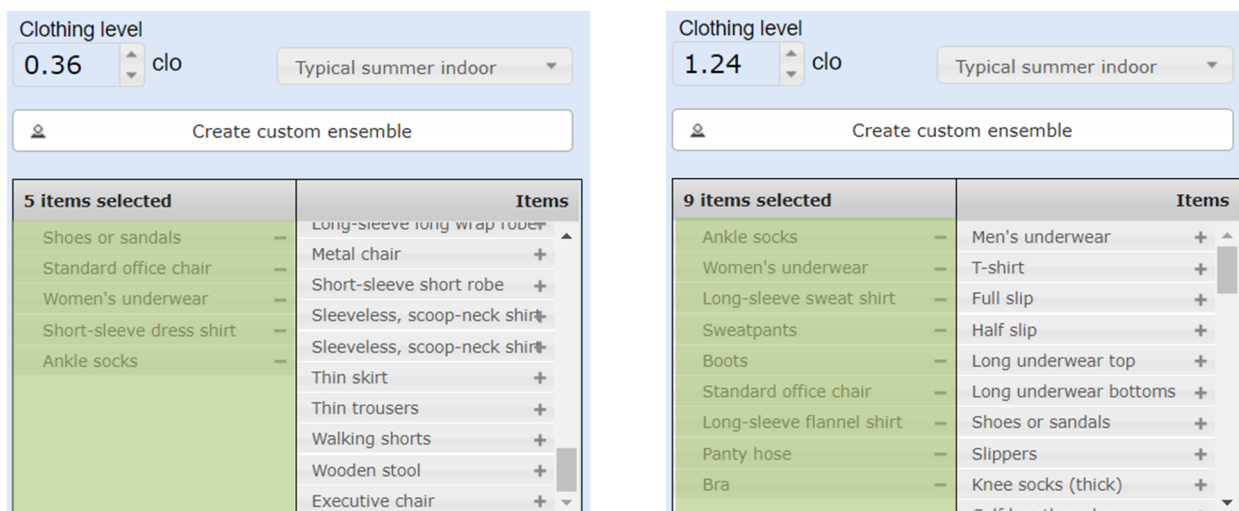 Clothing level
0.36 clo Typical summer indoor
Create custom ensemble
5 items selected Items
Shoes or sandals
Standard office chair
Women's underwear
Short-sleeve dress shirt
Ankle socks
Long-sleeve long wrap robe
Metal chair
Short-sleeve short robe
Sleeveless, scoop-neck shirt
Sleeveless, scoop-neck shirt
Thin skirt
Thin trousers
Walking shorts
Wooden stool
Executive chair
Clothing level
1.24 clo Typical summer indoor
Create custom ensemble
9 items selected Items
Ankle socks
Women's underwear
Long-sleeve sweat shirt
Sweatpants
Boots
Standard office chair
Long-sleeve flannel shirt
Panty hose
Bra
Men's underwear
T-shirt
Full slip
Half slip
Long underwear top
Long underwear bottoms
Shoes or sandals
Slippers
Knee socks (thick)